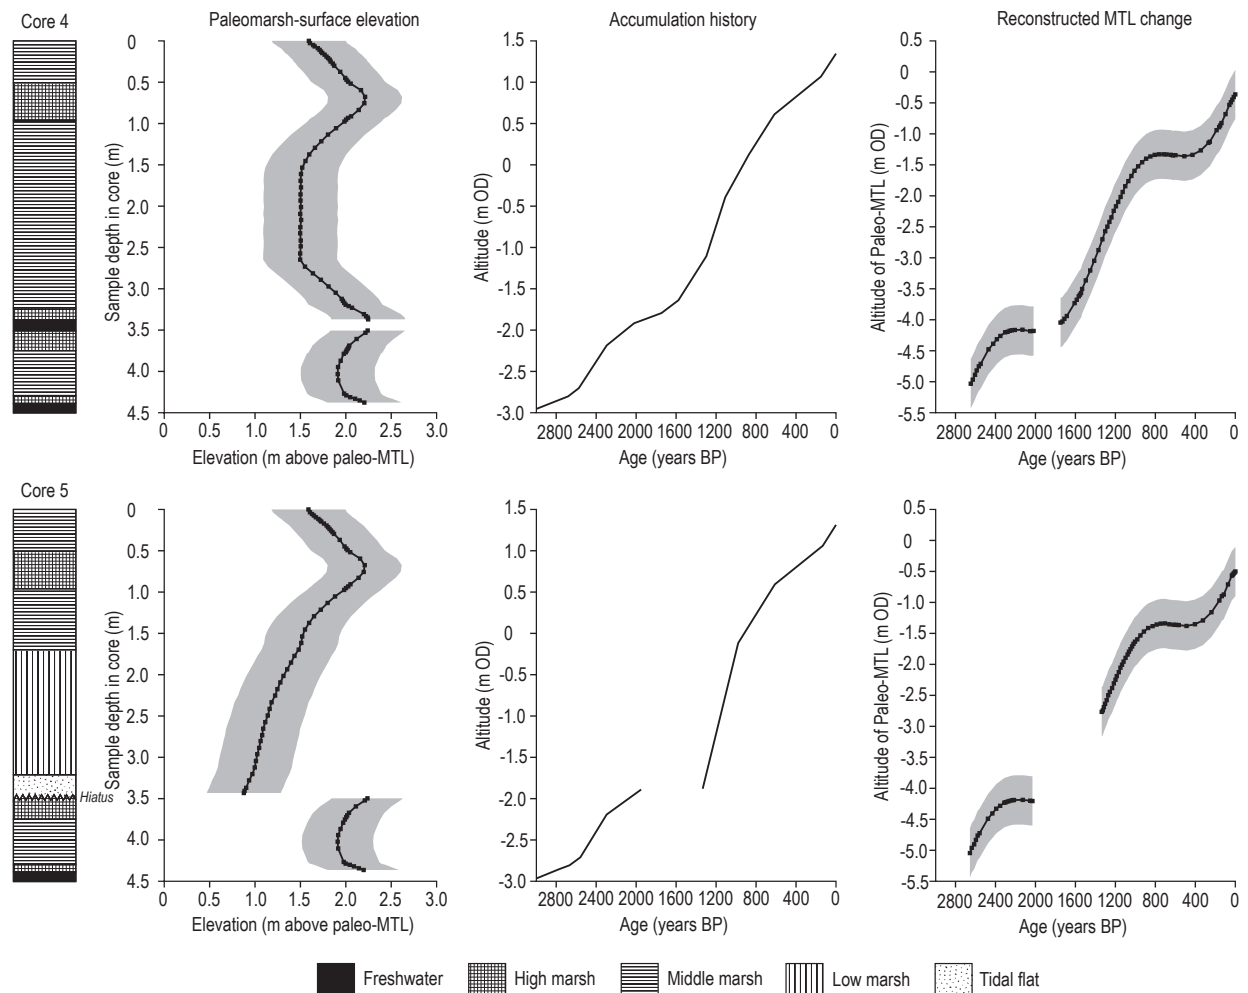 Core 4
Paleomarsh-surface elevation
Accumulation history
Reconstructed MTL change
Sample depth in core (m)
0
0.5
1.0
1.5
2.0
2.5
3.0
3.5
4.0
4.5
0 0.5 1.0 1.5 2.0 2.5 3.0
Elevation (m above paleo-MTL)
Altitude (m OD)
1.5
1.0
0.5
0
-0.5
-1.0
-1.5
-2.0
-2.5
-3.0
2800 2400 2000 1600 1200 800 400 0
Age (years BP)
Altitude of Paleo-MTL (m OD)
0.5
0
-0.5
-1.0
-1.5
-2.0
-2.5
-3.0
-3.5
-4.0
-4.5
-5.0
-5.5
2800 2400 2000 1600 1200 800 400 0
Age (years BP)
Core 5
Hiatus
Sample depth in core (m)
0
0.5
1.0
1.5
2.0
2.5
3.0
3.5
4.0
4.5
0 0.5 1.0 1.5 2.0 2.5 3.0
Elevation (m above paleo-MTL)
Altitude (m OD)
1.5
1.0
0.5
0
-0.5
-1.0
-1.5
-2.0
-2.5
-3.0
2800 2400 2000 1600 1200 800 400 0
Age (years BP)
Altitude of Paleo-MTL (m OD)
0.5
0
-0.5
-1.0
-1.5
-2.0
-2.5
-3.0
-3.5
-4.0
-4.5
-5.0
-5.5
2800 2400 2000 1600 1200 800 400 0
Age (years BP)
Freshwater
High marsh
Middle marsh
Low marsh
Tidal flat